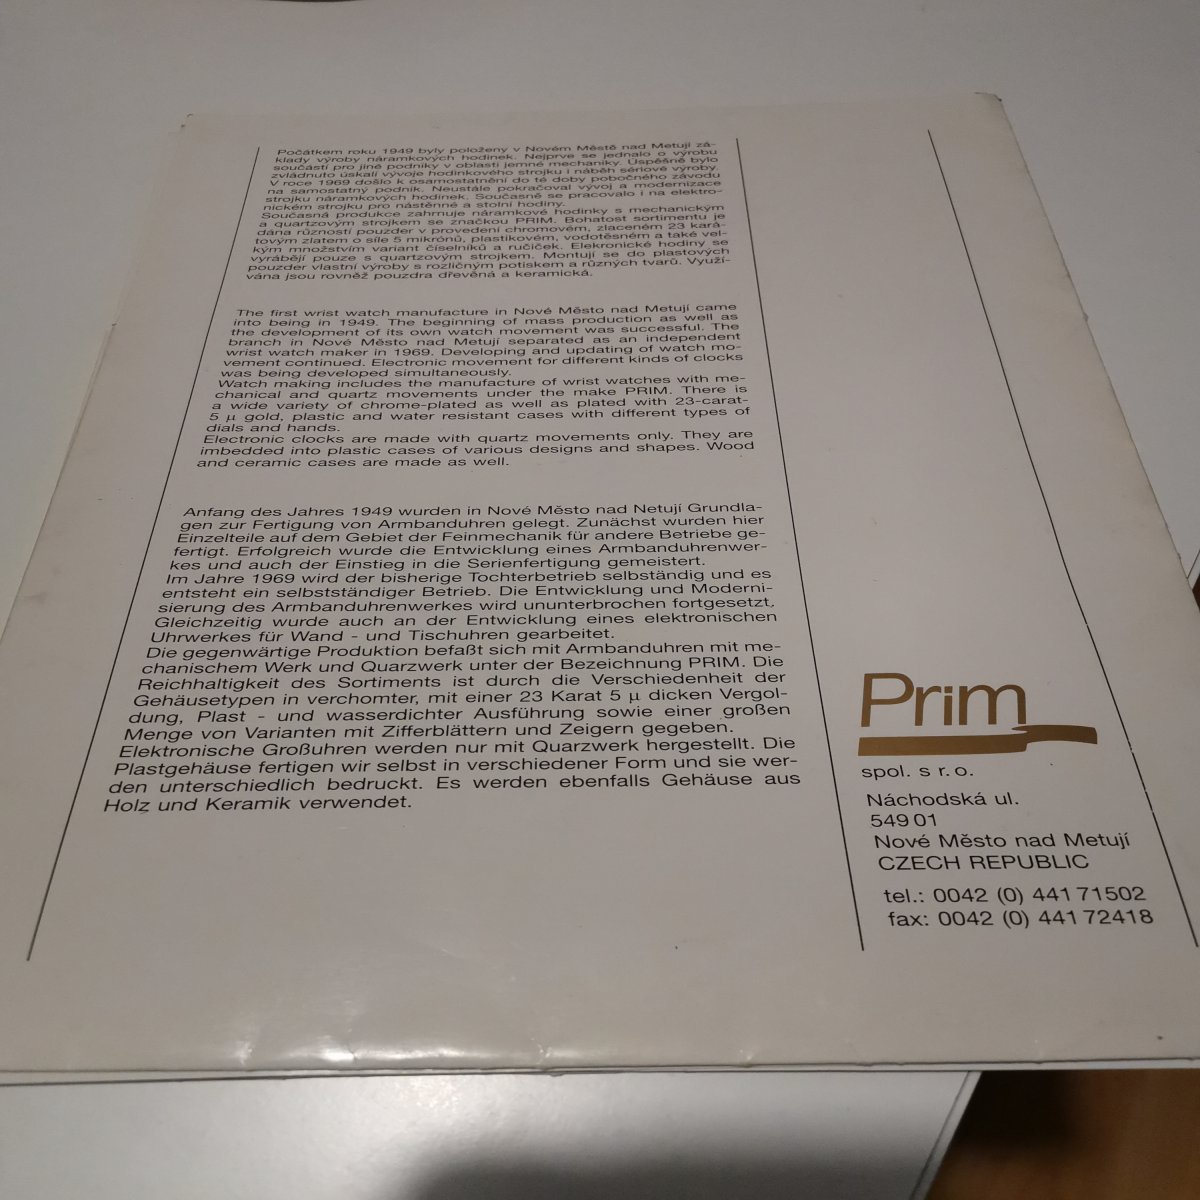 Počátkem roku 1949 byly položeny v Novém Městě nad Metují zá-
klady výroby náramkových hodinek. Nejprve se jednalo o výrobu
součástí pro jiné podniky v oblasti jemné mechaniky. Úspěšně bylo
zvládnuto úskalí vývoje hodinkového strojku i náběh sériové výroby.
V roce 1969 došlo k osamostatnění do té doby pobočného závodu
na samostatný podnik. Neustále pokračoval vývoj a modernizace
strojku náramkových hodinek. Současně se pracovalo i na elektro-
nickém strojku pro nástěnné a stolní hodiny.
Současná produkce zahrnuje náramkové hodinky s mechanickým
a quartzovým strojkem se značkou PRIM. Bohatost sortimentu je
dána různosti pouzder v provedení chromovém, zlaceném 23 kará-
tovým zlatem o síle 5 mikrónů, plastikovém, vodotěsném a také vel-
kým množstvím variant číselníků a ručiček. Elekronické hodiny se
vyrábějí pouze s quartzovým strojkem. Montují se do plastových
pouzder vlastní výroby s rozličným potiskem a různých tvarů. Využí-
vána jsou rovněž pouzdra dřevěná a keramická.
The first wrist watch manufacture in Nové Město nad Metují came
into being in 1949. The beginning of mass production as well as
the development of its own watch movement was successful. The
branch in Nové Město nad Metují separated as an independent
wrist watch maker in 1969. Developing and updating of watch mo-
vement continued. Electronic movement for different kinds of clocks
was being developed simultaneously.
Watch making includes the manufacture of wrist watches with me-
chanical and quartz movements under the make PRIM. There is
a wide variety of chrome-plated as well as plated with 23-carat-
5 µ gold, plastic and water resistant cases with different types of
dials and hands.
Electronic clocks are made with quartz movements only. They are
imbedded into plastic cases of various designs and shapes. Wood
and ceramic cases are made as well.
Anfang des Jahres 1949 wurden in Nové Město nad Netují Grundla-
gen zur Fertigung von Armbanduhren gelegt. Zunächst wurden hier
Einzelteile auf dem Gebiet der Feinmechanik für andere Betriebe ge-
fertigt. Erfolgreich wurde die Entwicklung eines Armbanduhrenwer-
kes und auch der Einstieg in die Serienfertigung gemeistert.
Im Jahre 1969 wird der bisherige Tochterbetrieb selbständig und es
entsteht ein selbstständiger Betrieb. Die Entwicklung und Moderni-
sierung des Armbanduhrenwerkes wird ununterbrochen fortgesetzt,
Gleichzeitig wurde auch an der Entwicklung eines elektronischen
Uhrwerkes für Wand - und Tischuhren gearbeitet.
Die gegenwärtige Produktion befaßt sich mit Armbanduhren mit me-
chanischem Werk und Quarzwerk unter der Bezeichnung PRIM. Die
Reichhaltigkeit des Sortiments ist durch die Verschiedenheit der
Gehäusetypen in verchomter, mit einer 23 Karat 5 µ dicken Vergol-
dung, Plast - und wasserdichter Ausführung sowie einer großen
Menge von Varianten mit Zifferblättern und Zeigern gegeben.
Elektronische Großuhren werden nur mit Quarzwerk hergestellt. Die
Plastgehäuse fertigen wir selbst in verschiedener Form und sie wer-
den unterschiedlich bedruckt. Es werden ebenfalls Gehäuse aus
Holz und Keramik verwendet.
Prim
spol. s r. o.
Náchodská ul.
549 01
Nové Město nad Metují
CZECH REPUBLIC
tel.: 0042 (0) 441 71502
fax: 0042 (0) 441 72418